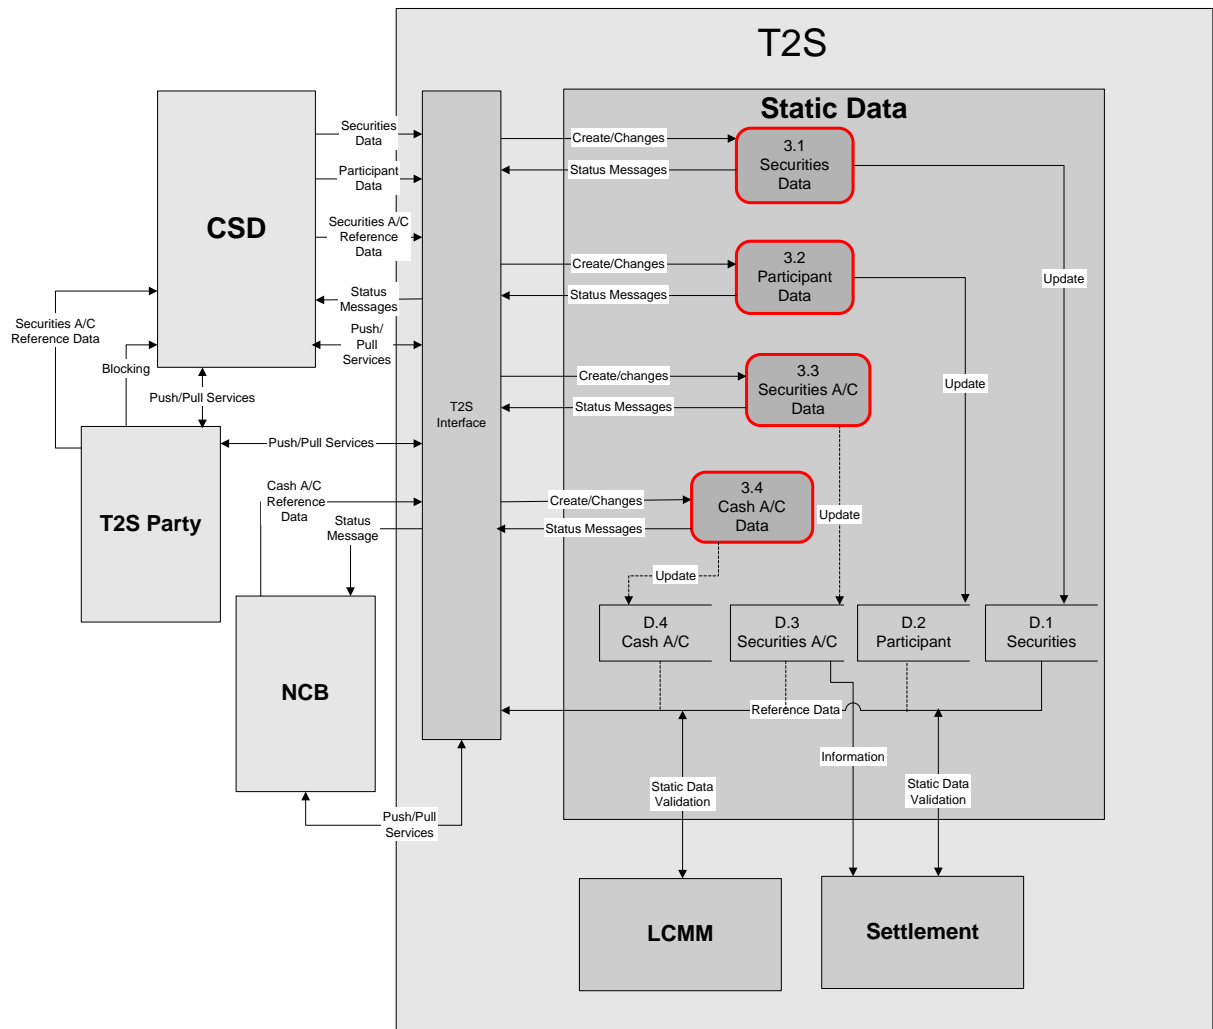 T2S
Static Data
CSD
Securities
Data
Participant
Data
Securities A/C
Reference
Data
Status
Messages
Push/
Pull
Services
Securities A/C
Reference Data
Blocking
Push/Pull Services
T2S Party
Push/Pull Services
Cash A/C
Reference
Data
Status
Message
NCB
Push/Pull
Services
T2S
Interface
Create/Changes
Status Messages
3.1
Securities
Data
Create/Changes
Status Messages
3.2
Participant
Data
Update
Create/changes
Status Messages
3.3
Securities A/C
Data
Update
Create/Changes
Status Messages
3.4
Cash A/C
Data
Update
Update
D.4
Cash A/C
D.3
Securities A/C
D.2
Participant
D.1
Securities
Reference Data
Information
Static Data
Validation
Static Data
Validation
LCMM
Settlement